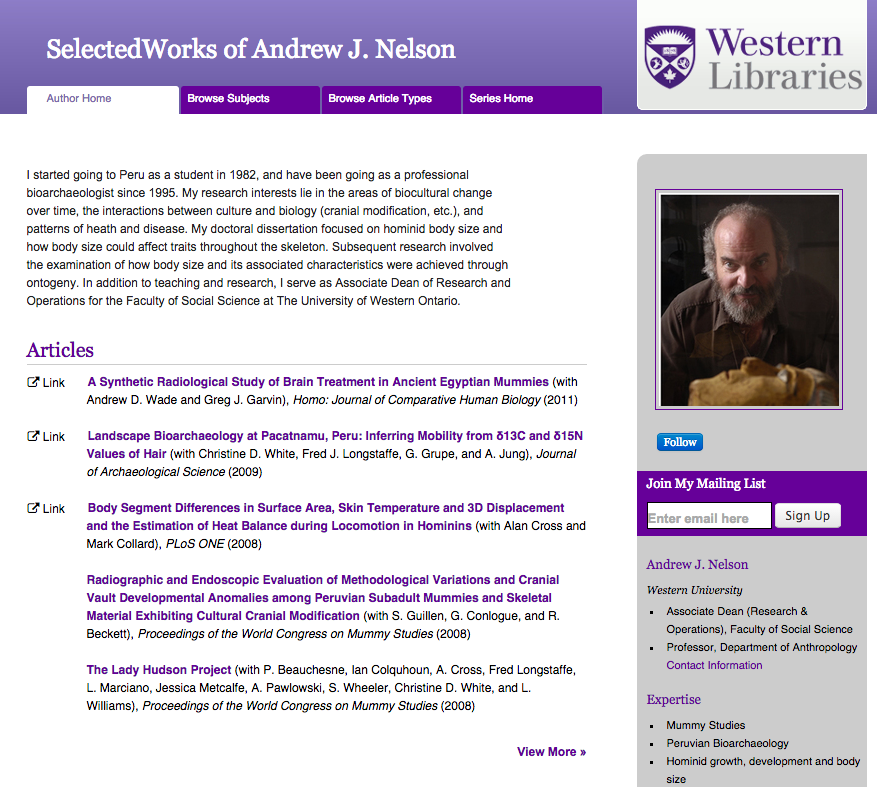 SelectedWorks of Andrew J. Nelson
Western
Libraries
Author Home
Browse Subjects
Browse Article Types
Series Home
I started going to Peru as a student in 1982, and have been going as a professional
bioarchaeologist since 1995. My research interests lie in the areas of biocultural change
over time, the interactions between culture and biology (cranial modification, etc.), and
patterns of heath and disease. My doctoral dissertation focused on hominid body size and
how body size could affect traits throughout the skeleton. Subsequent research involved
the examination of how body size and its associated characteristics were achieved through
ontogeny. In addition to teaching and research, I serve as Associate Dean of Research and
Operations for the Faculty of Social Science at The University of Western Ontario.
Articles
Link
A Synthetic Radiological Study of Brain Treatment in Ancient Egyptian Mummies (with
Andrew D. Wade and Greg J. Garvin), Homo: Journal of Comparative Human Biology (2011)
Link
Landscape Bioarchaeology at Pacatnamu, Peru: Inferring Mobility from δ13C and δ15N
Values of Hair (with Christine D. White, Fred J. Longstaffe, G. Grupe, and A. Jung), Journal
of Archaeological Science (2009)
Link
Body Segment Differences in Surface Area, Skin Temperature and 3D Displacement
and the Estimation of Heat Balance during Locomotion in Hominins (with Alan Cross and
Mark Collard), PLoS ONE (2008)
Radiographic and Endoscopic Evaluation of Methodological Variations and Cranial
Vault Developmental Anomalies among Peruvian Subadult Mummies and Skeletal
Material Exhibiting Cultural Cranial Modification (with S. Guillen, G. Conlogue, and R.
Beckett), Proceedings of the World Congress on Mummy Studies (2008)
The Lady Hudson Project (with P. Beauchesne, Ian Colquhoun, A. Cross, Fred Longstaffe,
L. Marciano, Jessica Metcalfe, A. Pawlowski, S. Wheeler, Christine D. White, and L.
Williams), Proceedings of the World Congress on Mummy Studies (2008)
View More »
Follow
Join My Mailing List
Enter email here
Sign Up
Andrew J. Nelson
Western University
▪ Associate Dean (Research &
Operations), Faculty of Social Science
▪ Professor, Department of Anthropology
Contact Information
Expertise
▪ Mummy Studies
▪ Peruvian Bioarchaeology
▪ Hominid growth, development and body
size